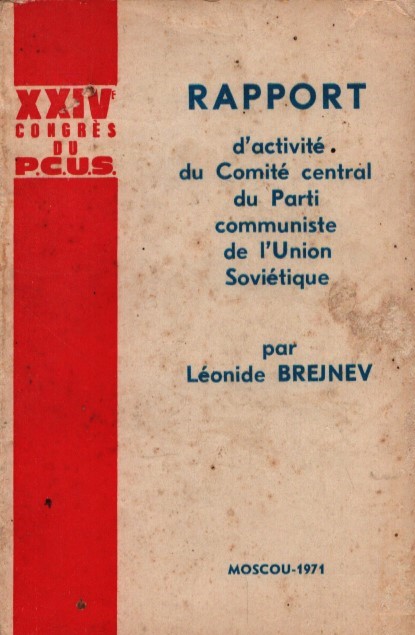 XXIVᵉ
CONGRÈS
DU
P.C.U.S.
RAPPORT
d'activité
du Comité central
du Parti
communiste
de l'Union
Soviétique
par
Léonide BREJNEV
MOSCOU-1971